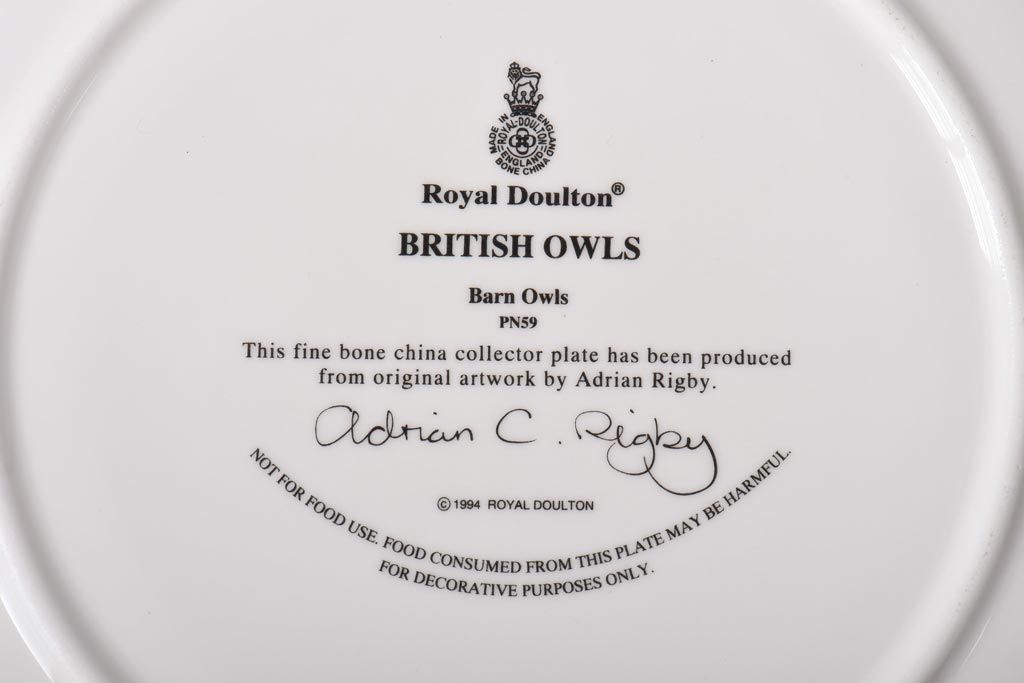 MADE IN ENGLAND
ROYAL-DOULTON
ENGLAND
BONE CHINA
Royal Doulton®
BRITISH OWLS
Barn Owls
PN59
This fine bone china collector plate has been produced
from original artwork by Adrian Rigby.
Adrian C. Rigby
© 1994 ROYAL DOULTON
NOT FOR FOOD USE. FOOD CONSUMED FROM THIS PLATE MAY BE HARMFUL.
FOR DECORATIVE PURPOSES ONLY.